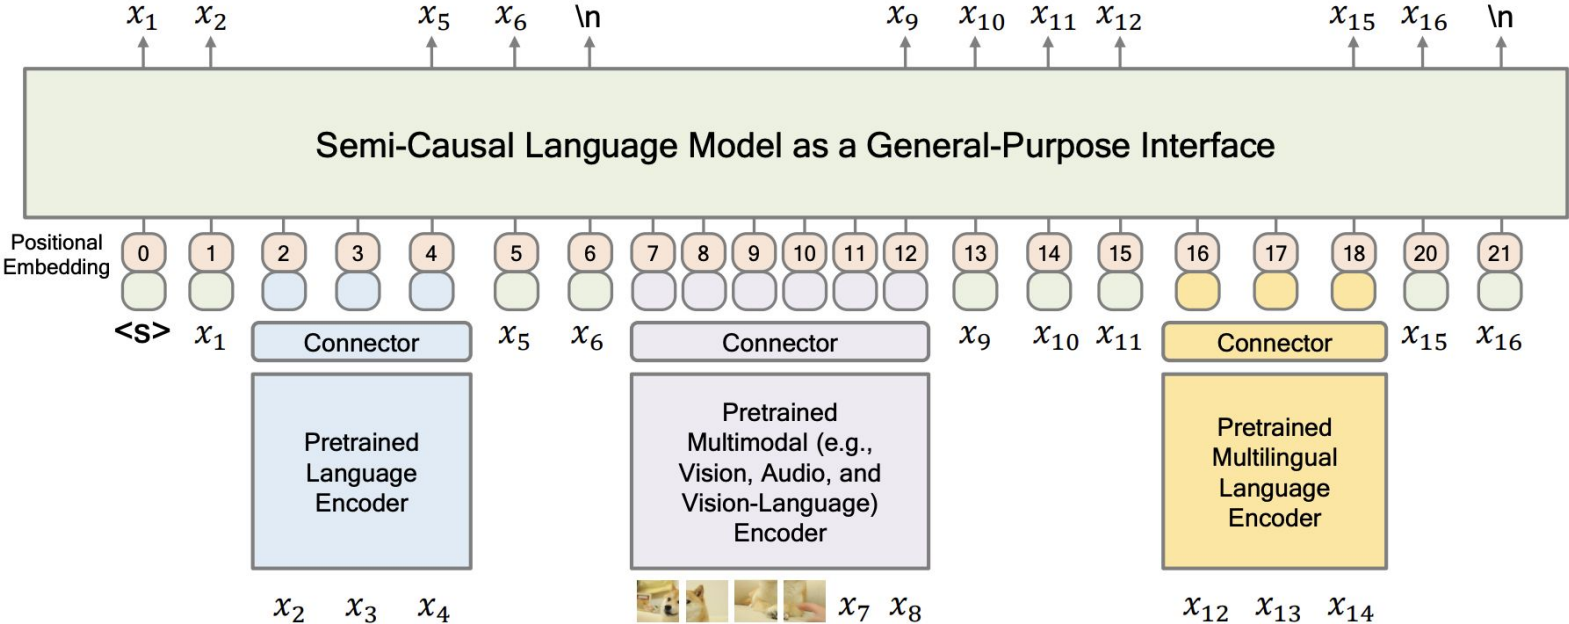 x₁ x₂ x₅ x₆ \n x₉ x₁₀ x₁₁ x₁₂ x₁₅ x₁₆ \n
Semi-Causal Language Model as a General-Purpose Interface
Positional
Embedding
0 1 2 3 4 5 6 7 8 9 10 11 12 13 14 15 16 17 18 20 21
<s> x₁ x₅ x₆ x₉ x₁₀ x₁₁ x₁₅ x₁₆
Connector
Connector
Connector
Pretrained
Language
Encoder
Pretrained
Multimodal (e.g.,
Vision, Audio, and
Vision-Language)
Encoder
Pretrained
Multilingual
Language
Encoder
x₂ x₃ x₄ x₇ x₈ x₁₂ x₁₃ x₁₄